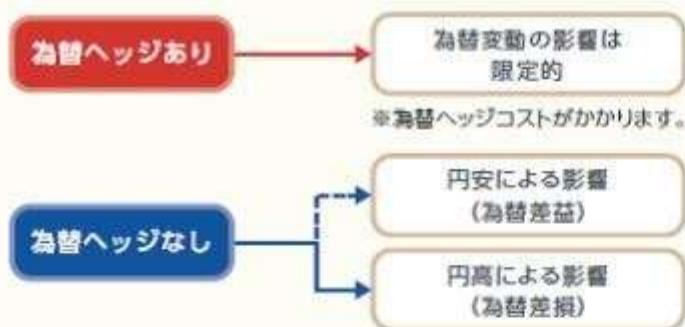 為替ヘッジあり
為替変動の影響は
限定的
※為替ヘッジコストがかかります。
為替ヘッジなし
円安による影響
(為替差益)
円高による影響
(為替差損)